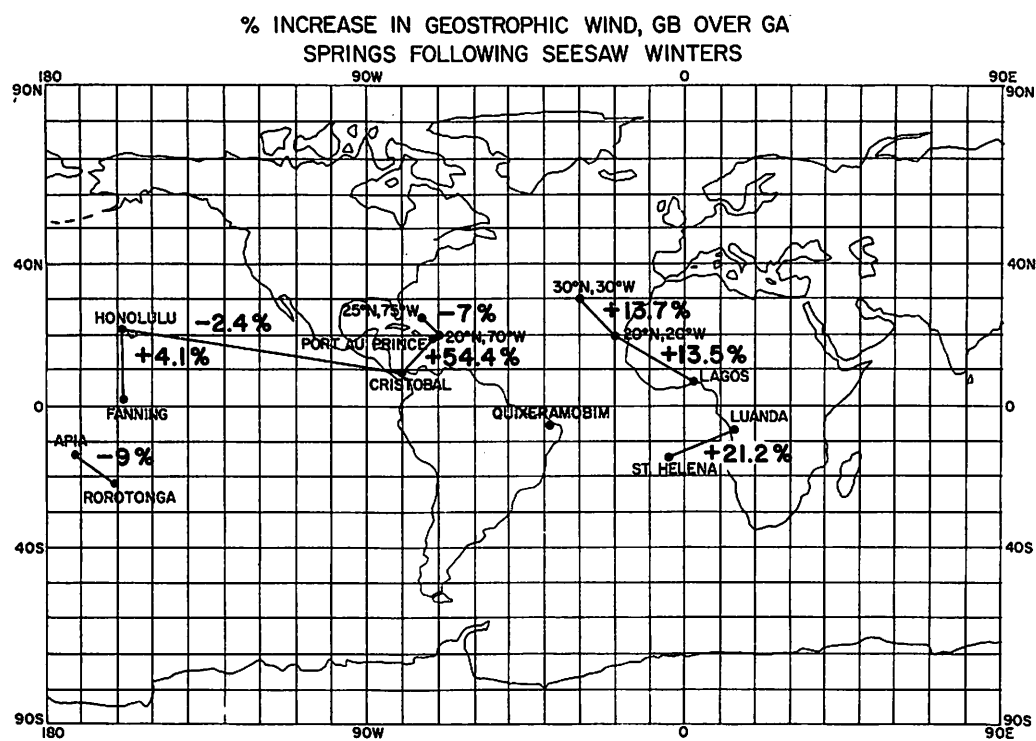 % INCREASE IN GEOSTROPHIC WIND, GB OVER GA
SPRINGS FOLLOWING SEESAW WINTERS
180 90W 0 90E
90N 90N
40N 40N
30°N,30°W
25°N,75°W -7% +13.7%
HONOLULU -2.4%
PORT AU PRINCE 20°N,70°W 20°N,20°W
+4.1% +54.4% +13.5%
CRISTOBAL LAGOS
0 FANNING QUIXERAMOBIM LUANDA 0
APIA -9% +21.2%
ST. HELENA
ROROTONGA
40S 40S
90S 90S
180 90W 0 90E